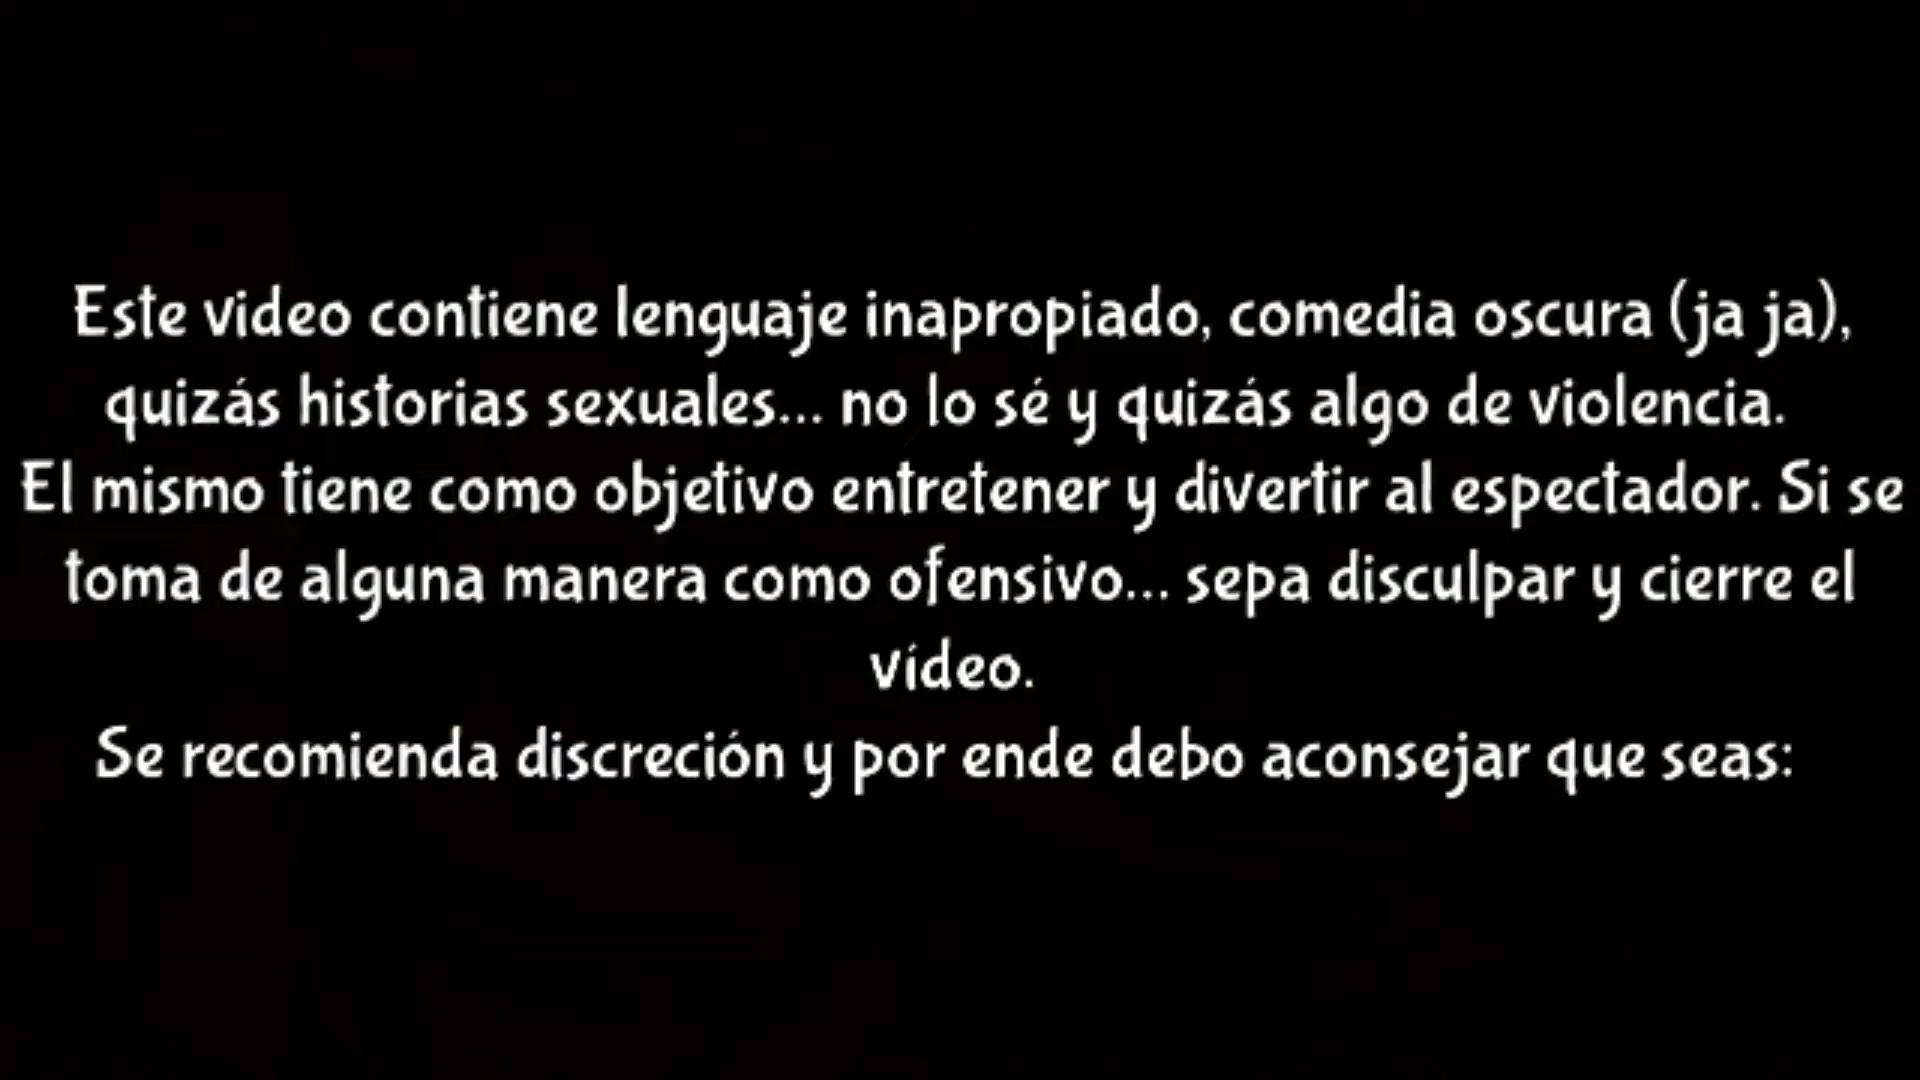 Este video contiene lenguaje inapropiado, comedia oscura (ja ja),
quizás historias sexuales... no lo sé y quizás algo de violencia.
El mismo tiene como objetivo entretener y divertir al espectador. Si se
toma de alguna manera como ofensivo... sepa disculpar y cierre el
vídeo.
Se recomienda discreción y por ende debo aconsejar que seas: